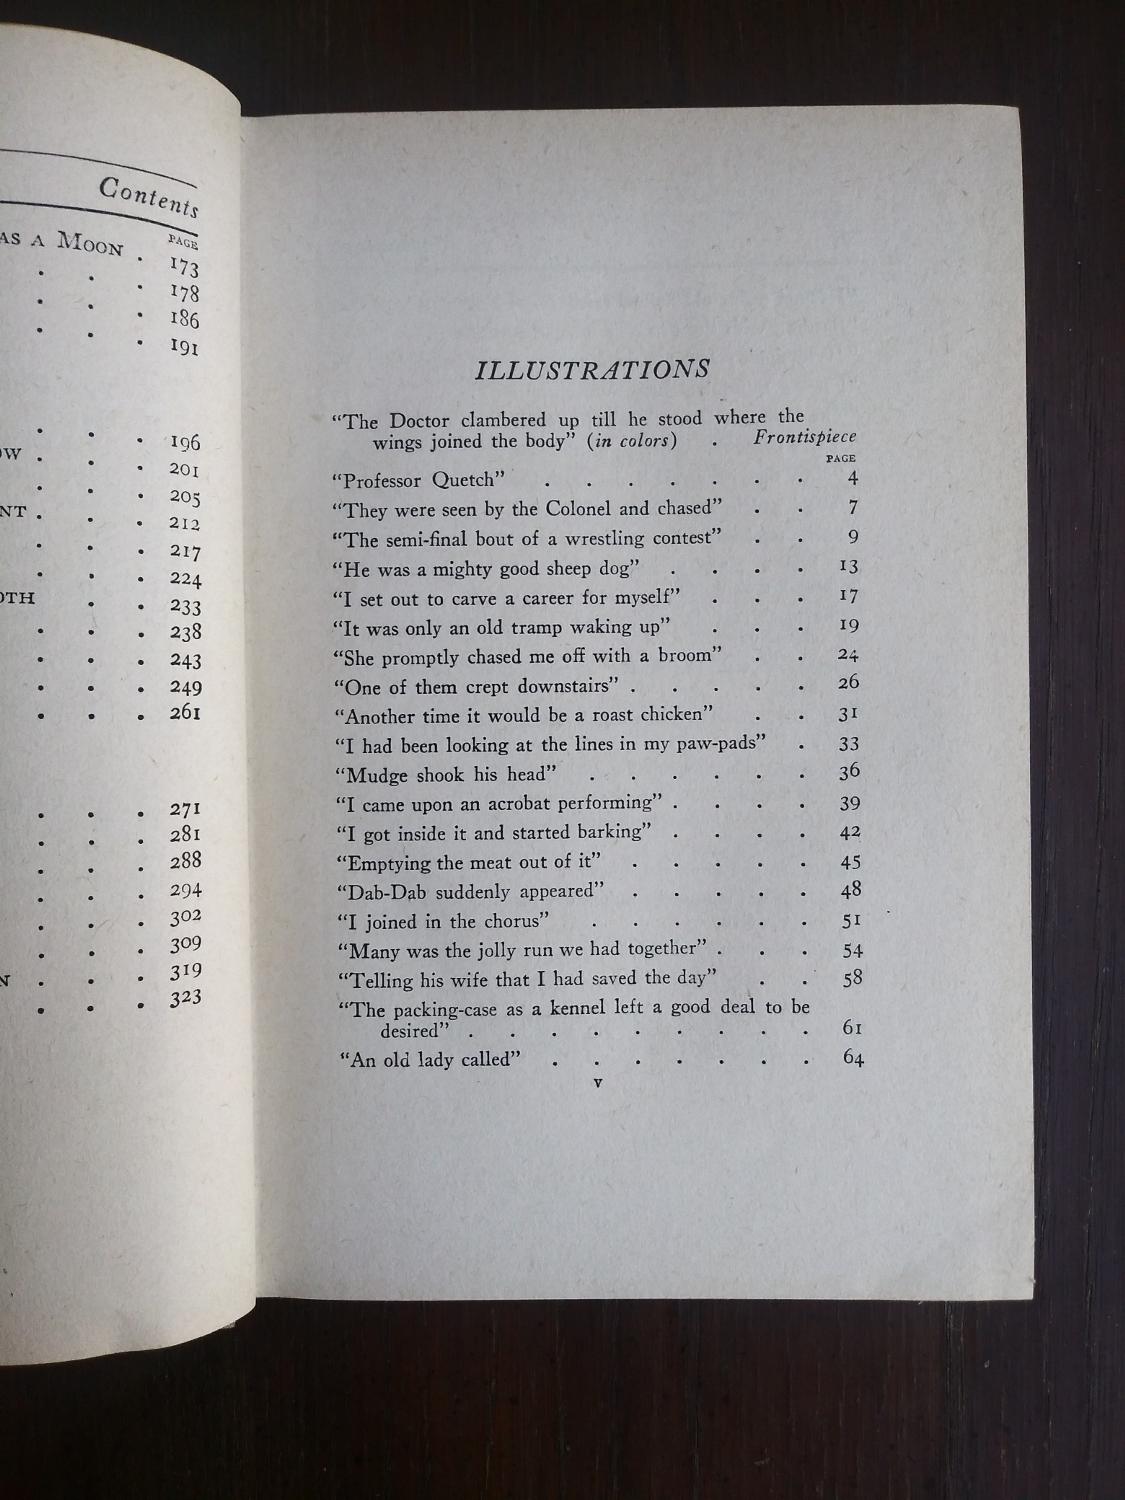 Contents
PAGE
AS A MOON . 173
. . . 178
. . . 186
. . . 191
. . . 196
OW . . . 201
. . . 205
NT . . . 212
. . . 217
. . . 224
OTH . . 233
. . . 238
. . . 243
. . . 249
. . . 261
. . . 271
. . . 281
. . . 288
. . . 294
. . . 302
. . . 309
N . . . 319
. . . 323
ILLUSTRATIONS
“The Doctor clambered up till he stood where the
wings joined the body” (in colors) . Frontispiece
PAGE
“Professor Quetch” . . . . . . . 4
“They were seen by the Colonel and chased” . . 7
“The semi-final bout of a wrestling contest” . . 9
“He was a mighty good sheep dog” . . . . 13
“I set out to carve a career for myself” . . . 17
“It was only an old tramp waking up” . . . 19
“She promptly chased me off with a broom” . . 24
“One of them crept downstairs” . . . . . 26
“Another time it would be a roast chicken” . . 31
“I had been looking at the lines in my paw-pads” . 33
“Mudge shook his head” . . . . . . 36
“I came upon an acrobat performing” . . . . 39
“I got inside it and started barking” . . . . 42
“Emptying the meat out of it” . . . . . 45
“Dab-Dab suddenly appeared” . . . . . 48
“I joined in the chorus” . . . . . . 51
“Many was the jolly run we had together” . . . 54
“Telling his wife that I had saved the day” . . 58
“The packing-case as a kennel left a good deal to be
desired” . . . . . . . . . 61
“An old lady called” . . . . . . . 64
v